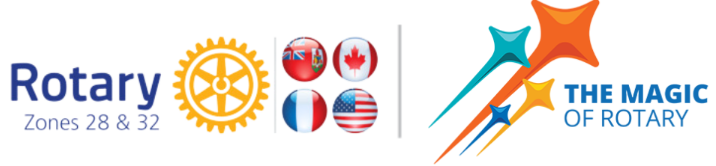 Rotary
Zones 28 & 32
THE MAGIC
OF ROTARY